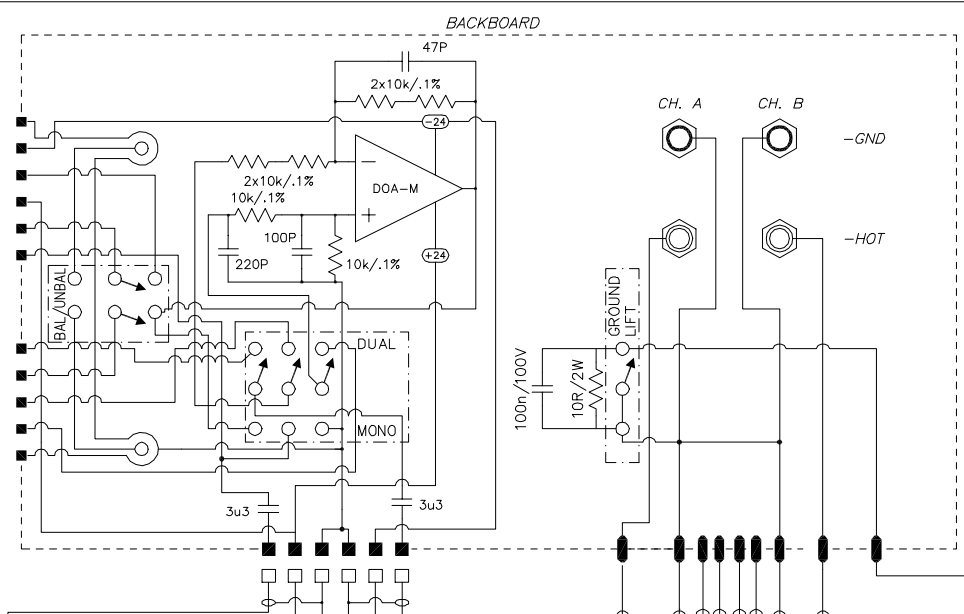 BACKBOARD
47P
2x10k/.1%
CH. A
CH. B
-24
-GND
2x10k/.1%
DOA-M
10k/.1%
100P
-HOT
220P
10k/.1%
+24
BAL/UNBAL
GROUND
LIFT
DUAL
100n/100V
10R/2W
MONO
3u3
3u3